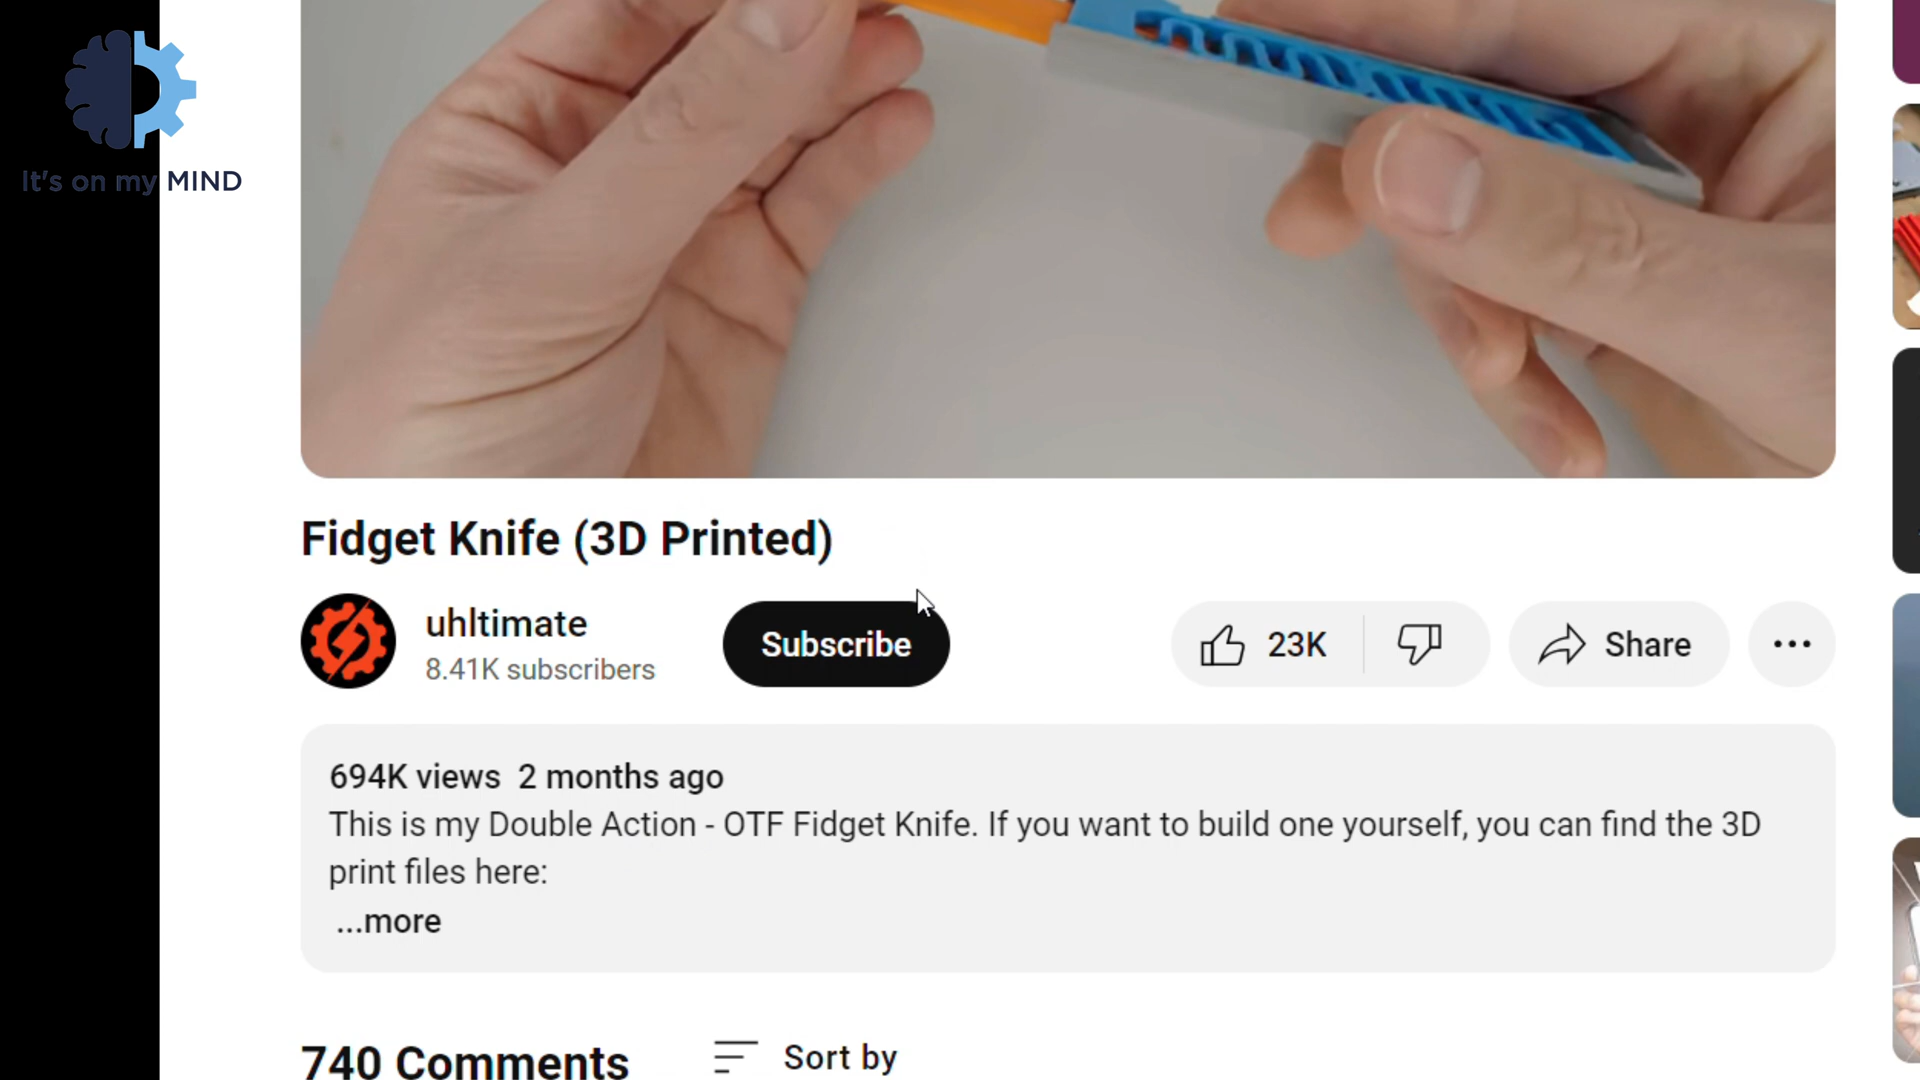 It's on my MIND
Fidget Knife (3D Printed)
uhltimate
8.41K subscribers
Subscribe
23K
Share
694K views 2 months ago
This is my Double Action - OTF Fidget Knife. If you want to build one yourself, you can find the 3D
print files here:
...more
740 Comments
Sort by